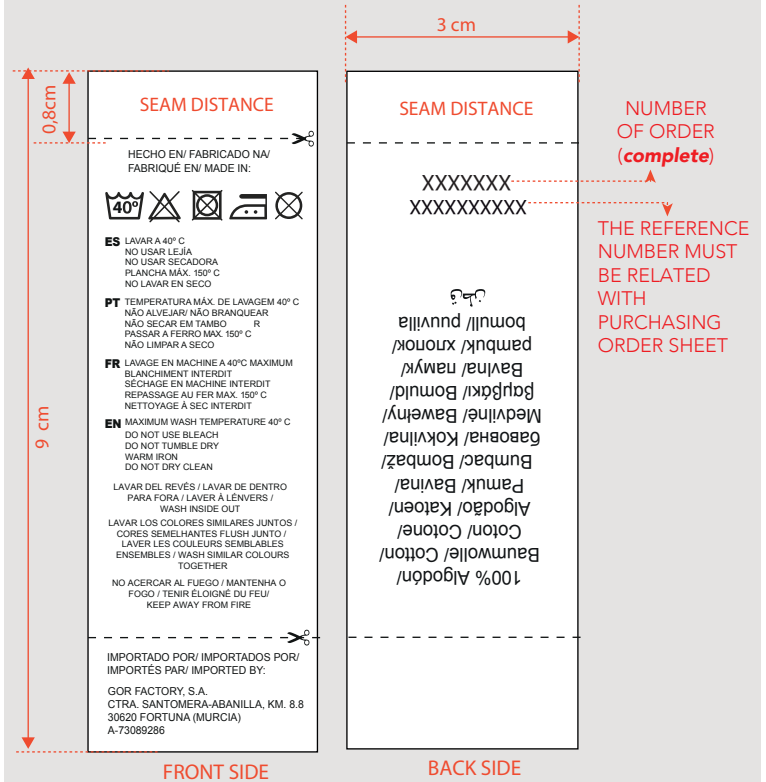 3 cm
0,8cm
9 cm
SEAM DISTANCE
HECHO EN/ FABRICADO NA/
FABRIQUÉ EN/ MADE IN:
40º
ES LAVAR A 40º C
NO USAR LEJÍA
NO USAR SECADORA
PLANCHA MÁX. 150º C
NO LAVAR EN SECO
PT TEMPERATURA MÁX. DE LAVAGEM 40º C
NÃO ALVEJAR/ NÃO BRANQUEAR
NÃO SECAR EM TAMBO R
PASSAR A FERRO MAX. 150º C
NÃO LIMPAR A SECO
FR LAVAGE EN MACHINE A 40ºC MAXIMUM
BLANCHIMENT INTERDIT
SÉCHAGE EN MACHINE INTERDIT
REPASSAGE AU FER MAX. 150º C
NETTOYAGE À SEC INTERDIT
EN MAXIMUM WASH TEMPERATURE 40º C
DO NOT USE BLEACH
DO NOT TUMBLE DRY
WARM IRON
DO NOT DRY CLEAN
LAVAR DEL REVÉS / LAVAR DE DENTRO
PARA FORA / LAVER À LÉNVERS /
WASH INSIDE OUT
LAVAR LOS COLORES SIMILARES JUNTOS /
CORES SEMELHANTES FLUSH JUNTO /
LAVER LES COULEURS SEMBLABLES
ENSEMBLES / WASH SIMILAR COLOURS
TOGETHER
NO ACERCAR AL FUEGO / MANTENHA O
FOGO / TENIR ÉLOIGNÉ DU FEU/
KEEP AWAY FROM FIRE
IMPORTADO POR/ IMPORTADOS POR/
IMPORTÉS PAR/ IMPORTED BY:
GOR FACTORY, S.A.
CTRA. SANTOMERA-ABANILLA, KM. 8.8
30620 FORTUNA (MURCIA)
A-73089286
FRONT SIDE
SEAM DISTANCE
XXXXXXX
XXXXXXXXXX
100% Algodón/
Baumwolle/ Cotton/
Coton/ Cotone/
Algodão/ Katoen/
Pamuk/ Bavina/
Bumbac/ Bombaž/
бавовна/ Kokvilna/
Medvilnė/ Bawełny/
βαμβάκι/ Bomuld/
Bavlna/ памук/
pambuk/ хлопок/
bomull/ puuvilla
BACK SIDE
NUMBER
OF ORDER
(complete)
THE REFERENCE
NUMBER MUST
BE RELATED
WITH
PURCHASING
ORDER SHEET